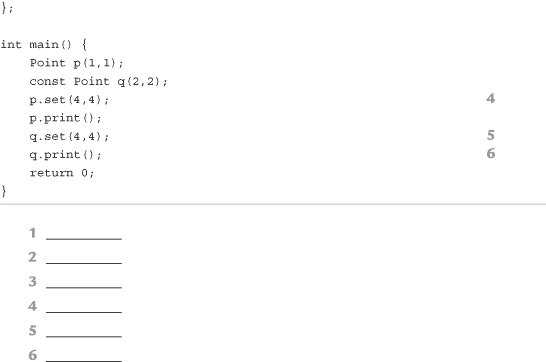 };
int main() {
    Point p(1,1);
    const Point q(2,2);
    p.set(4,4); 4
    p.print();
    q.set(4,4); 5
    q.print(); 6
    return 0;
}
1
2
3
4
5
6